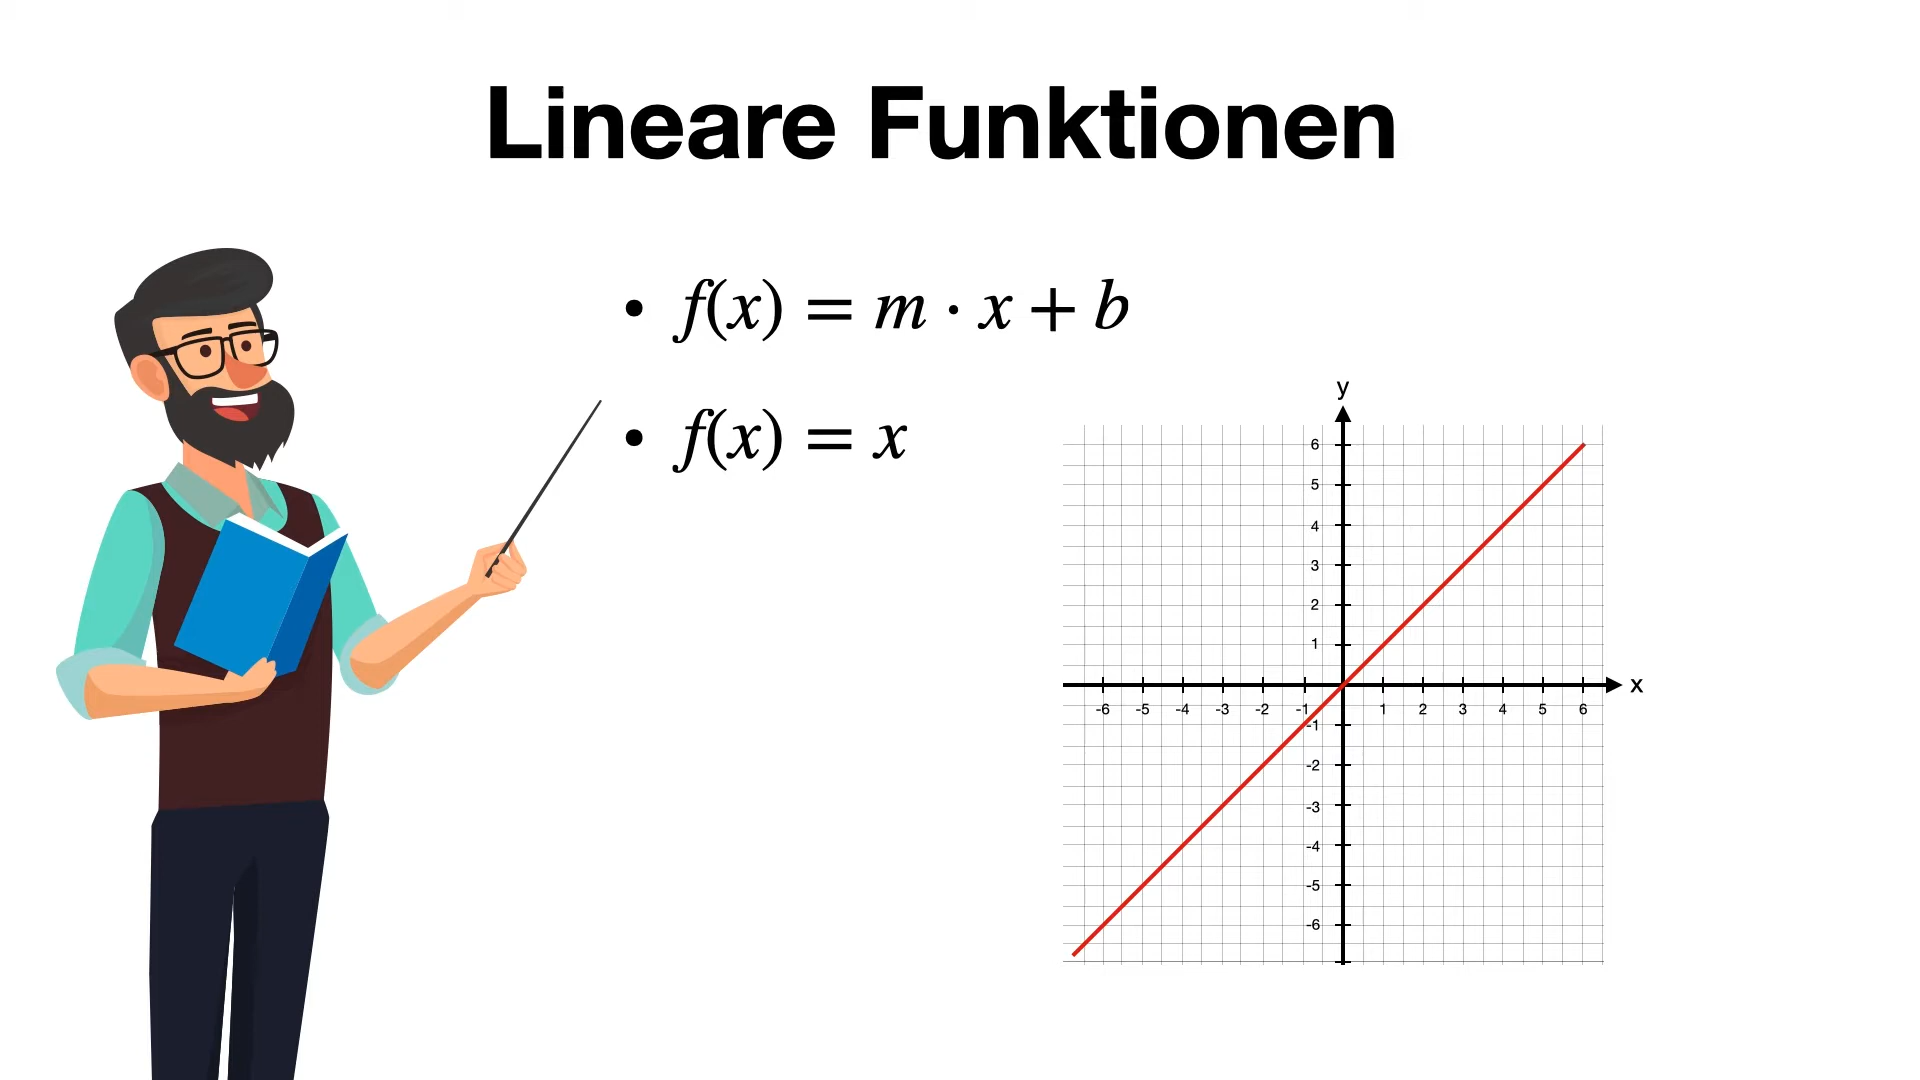 Lineare Funktionen
• f(x) = m · x + b
• f(x) = x
y
6
5
4
3
2
1
x
-6 -5 -4 -3 -2 -1 1 2 3 4 5 6
-1
-2
-3
-4
-5
-6